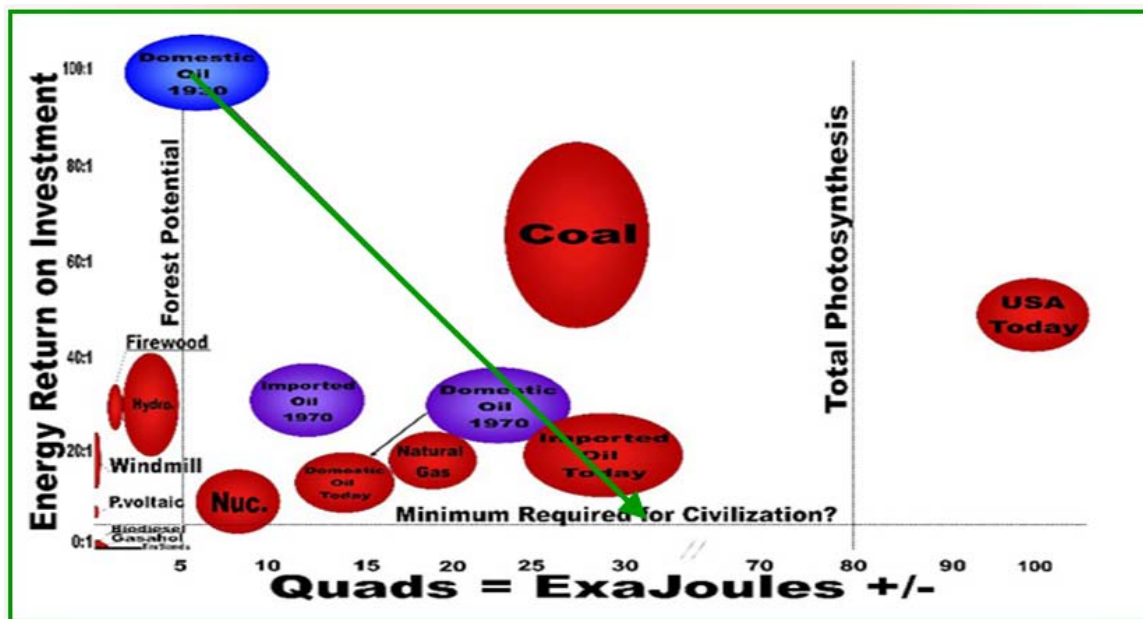 Energy Return on Investment
100:1
80:1
60:1
40:1
20:1
0:1
Domestic
Oil
1930
Forest Potential
Firewood
Hydro.
Windmill
P.voltaic
Biodiesel
Gasahol
Nuc.
Imported
Oil
1970
Domestic
Oil
Today
Natural
Gas
Domestic
Oil
1970
Imported
Oil
Today
Coal
Total Photosynthesis
USA
Today
Minimum Required for Civilization?
5 10 15 20 25 30 // 70 80 90 100
Quads = ExaJoules +/-